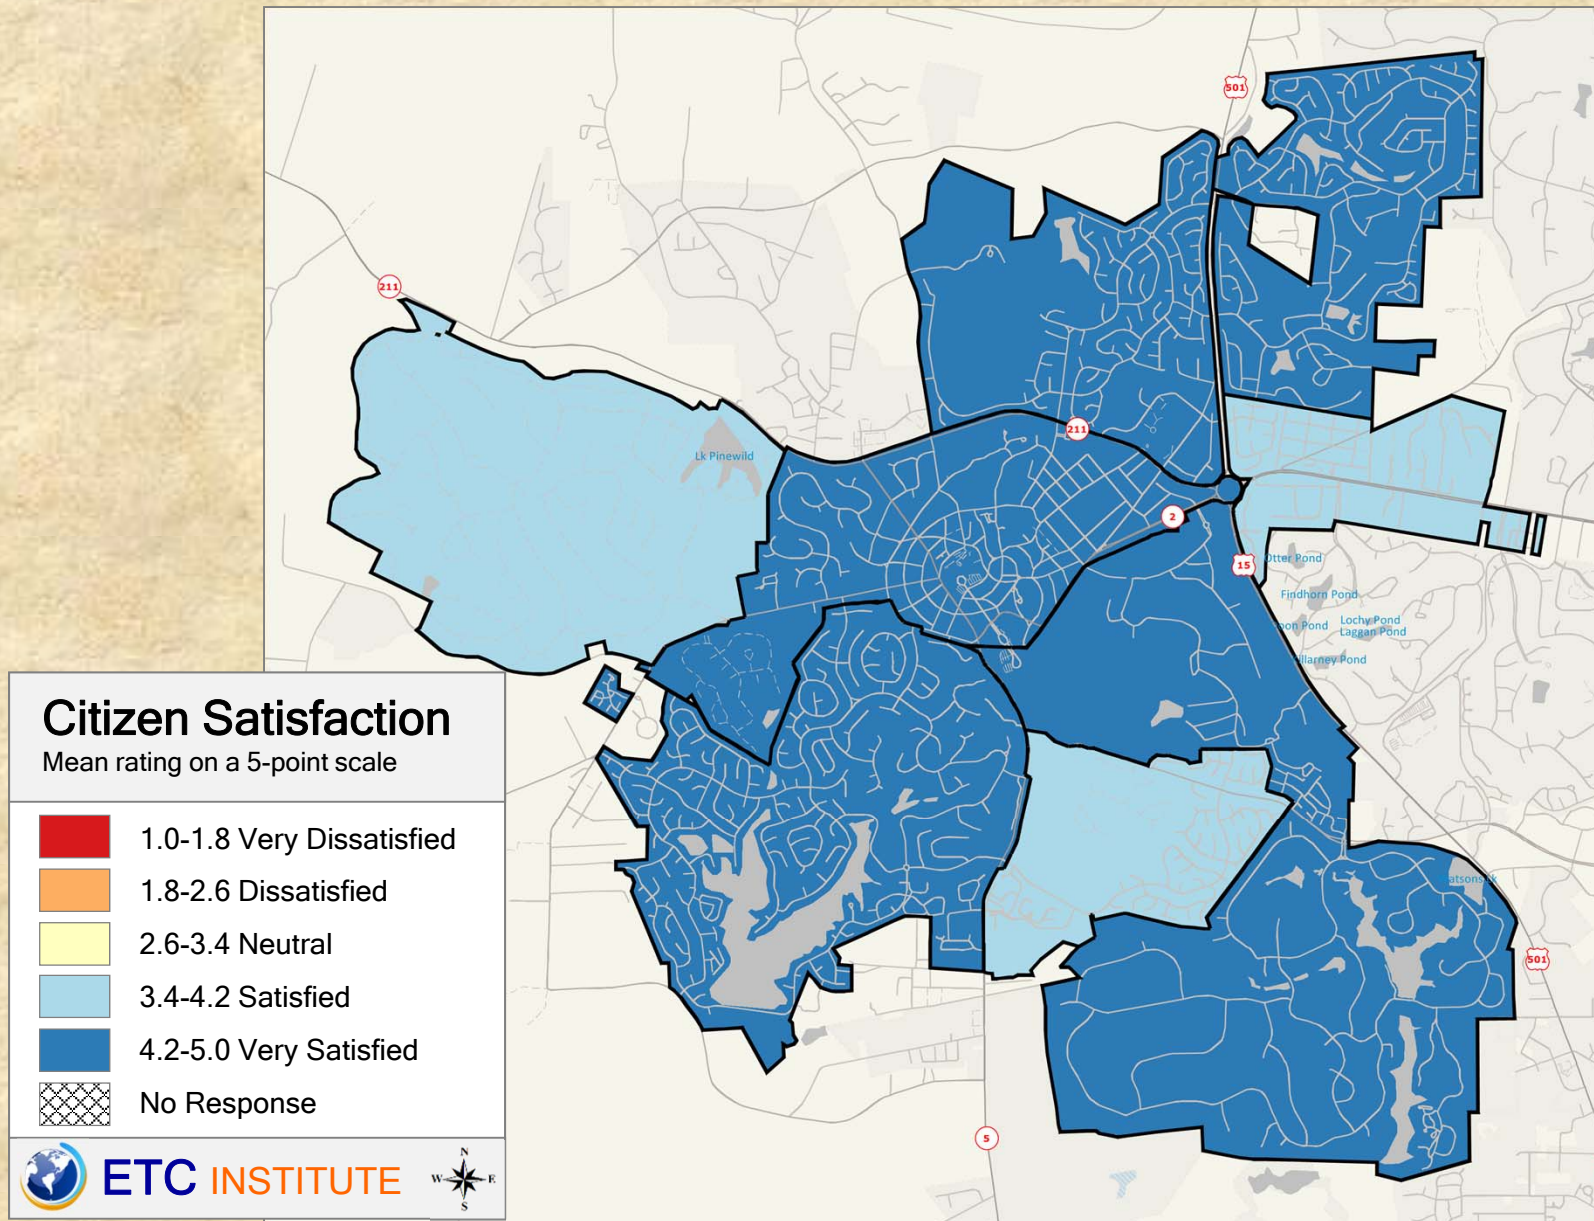 501
211
211
Lk Pinewild
2
15
Otter Pond
Findhorn Pond
Pond
Lochy Pond
Laggan Pond
Pond
501
5
Citizen Satisfaction
Mean rating on a 5-point scale
1.0-1.8 Very Dissatisfied
1.8-2.6 Dissatisfied
2.6-3.4 Neutral
3.4-4.2 Satisfied
4.2-5.0 Very Satisfied
No Response
ETC INSTITUTE
N
W E
S